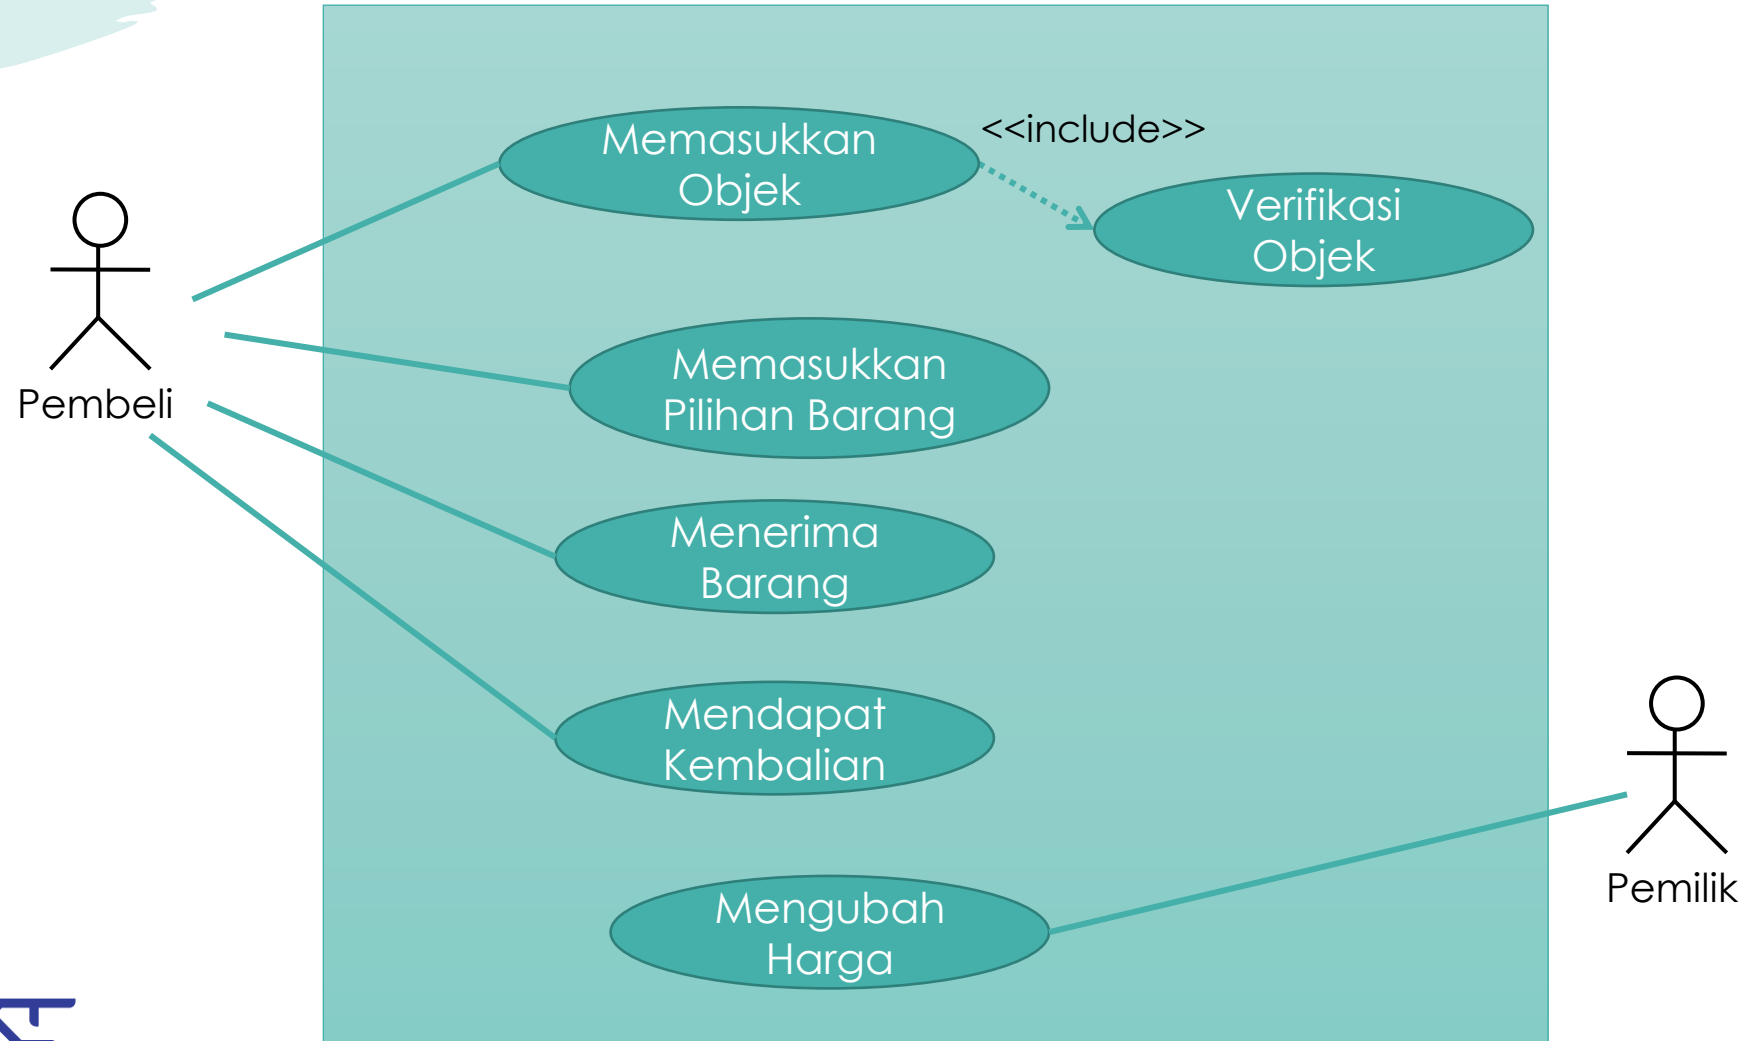 Memasukkan
Objek
<<include>>
Verifikasi
Objek
Pembeli
Memasukkan
Pilihan Barang
Menerima
Barang
Mendapat
Kembalian
Mengubah
Harga
Pemilik